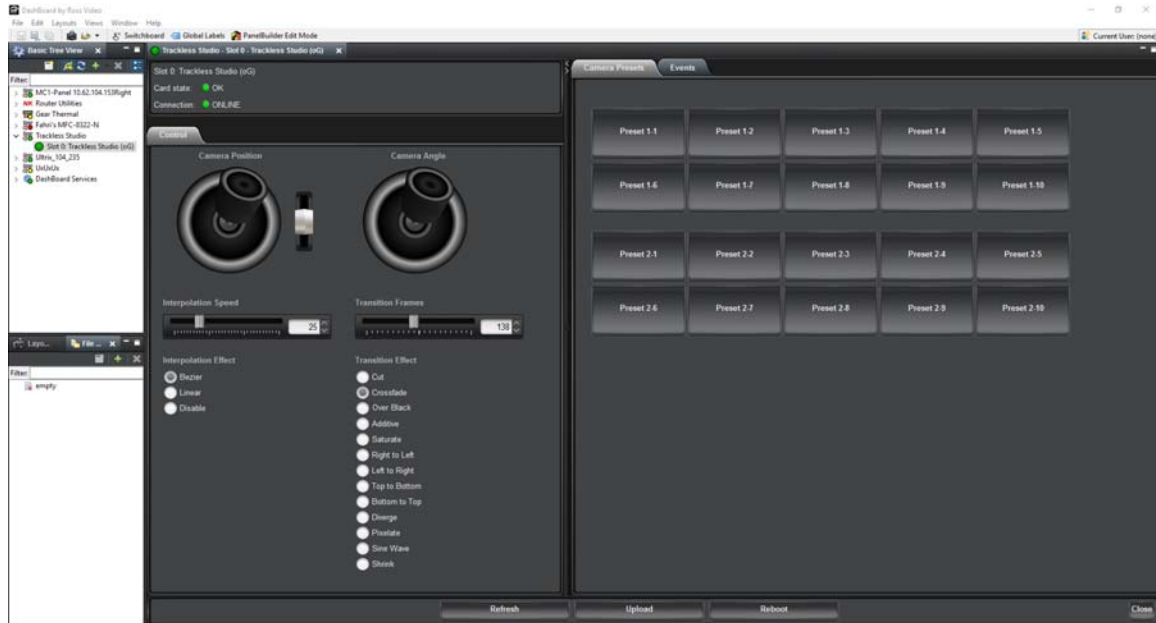 DashBoard by Ross Video
File Edit Layouts Views Window Help
Switchboard Global Labels PanelBuilder Edit Mode
Current User: (none)
Basic Tree View
Filter:
MC1-Panel 10.62.104.153Right
NK Router Utilities
Gear Thermal
Fahri's MFC-8322-N
Trackless Studio
Slot 0: Trackless Studio (oG)
Ultrix_104_235
UxUxUx
DashBoard Services
Layo...
File ...
Filter:
empty
Trackless Studio - Slot 0 - Trackless Studio (oG)
Slot 0: Trackless Studio (oG)
Card state: OK
Connection: ONLINE
Control
Camera Position Camera Angle
Interpolation Speed Transition Frames
25 138
Interpolation Effect
Bezier
Linear
Disable
Transition Effect
Cut
Crossfade
Over Black
Additive
Saturate
Right to Left
Left to Right
Top to Bottom
Bottom to Top
Diverge
Pixelate
Sine Wave
Shrink
Camera Presets Events
Preset 1-1 Preset 1-2 Preset 1-3 Preset 1-4 Preset 1-5
Preset 1-6 Preset 1-7 Preset 1-8 Preset 1-9 Preset 1-10
Preset 2-1 Preset 2-2 Preset 2-3 Preset 2-4 Preset 2-5
Preset 2-6 Preset 2-7 Preset 2-8 Preset 2-9 Preset 2-10
Refresh Upload Reboot Close